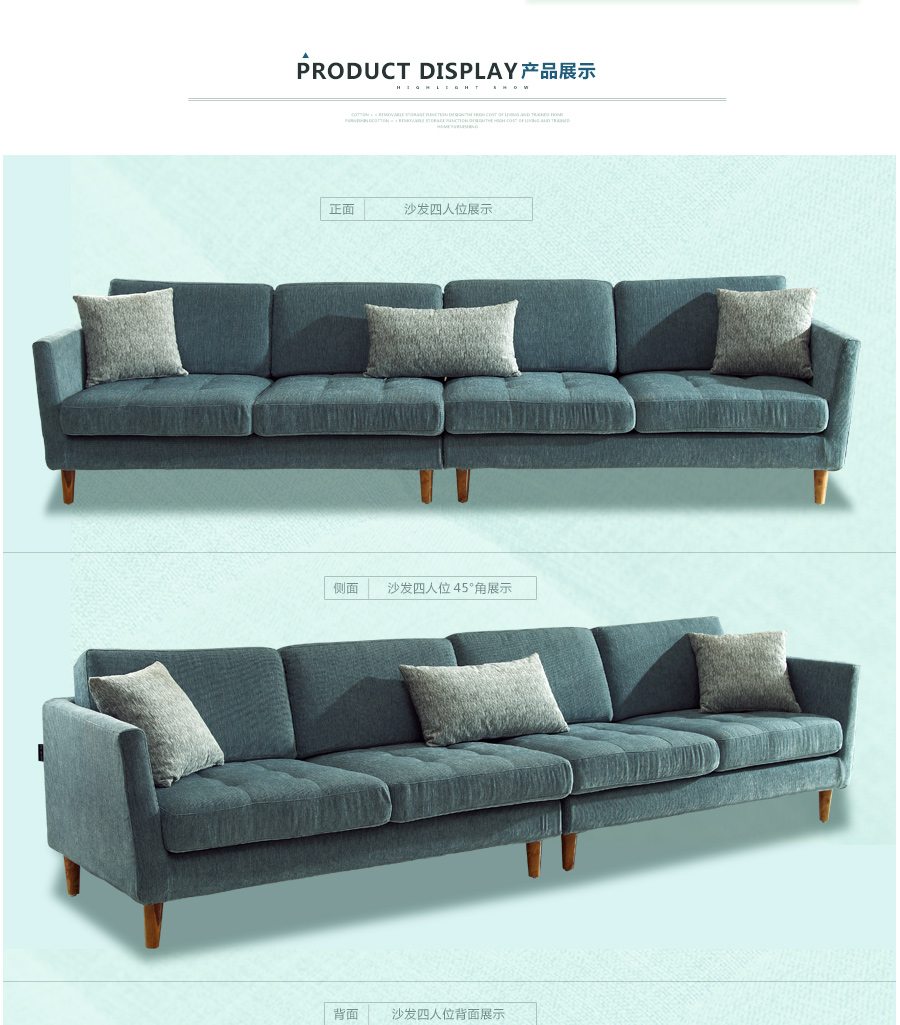 PRODUCT DISPLAY产品展示
HIGHLIGHT SHOW
正面 沙发四人位展示
侧面 沙发四人位 45°角展示
背面 沙发四人位背面展示